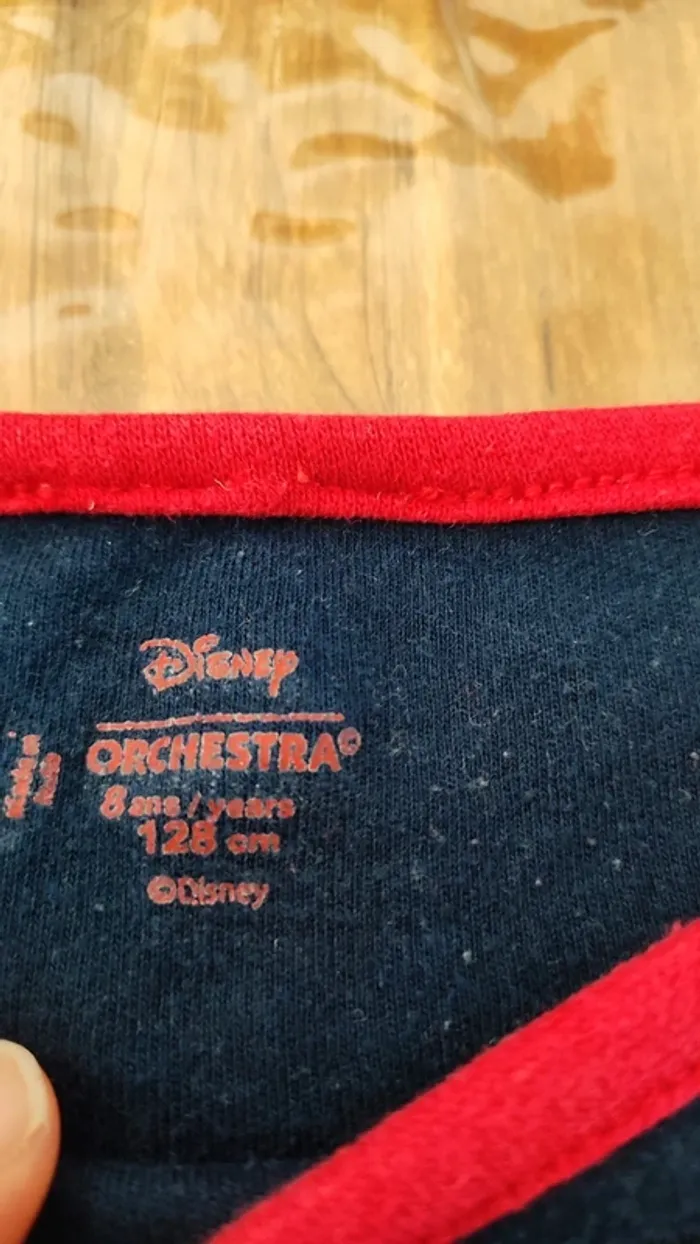 Disney
ORCHESTRA©
8 ans / years
128 cm
©Disney